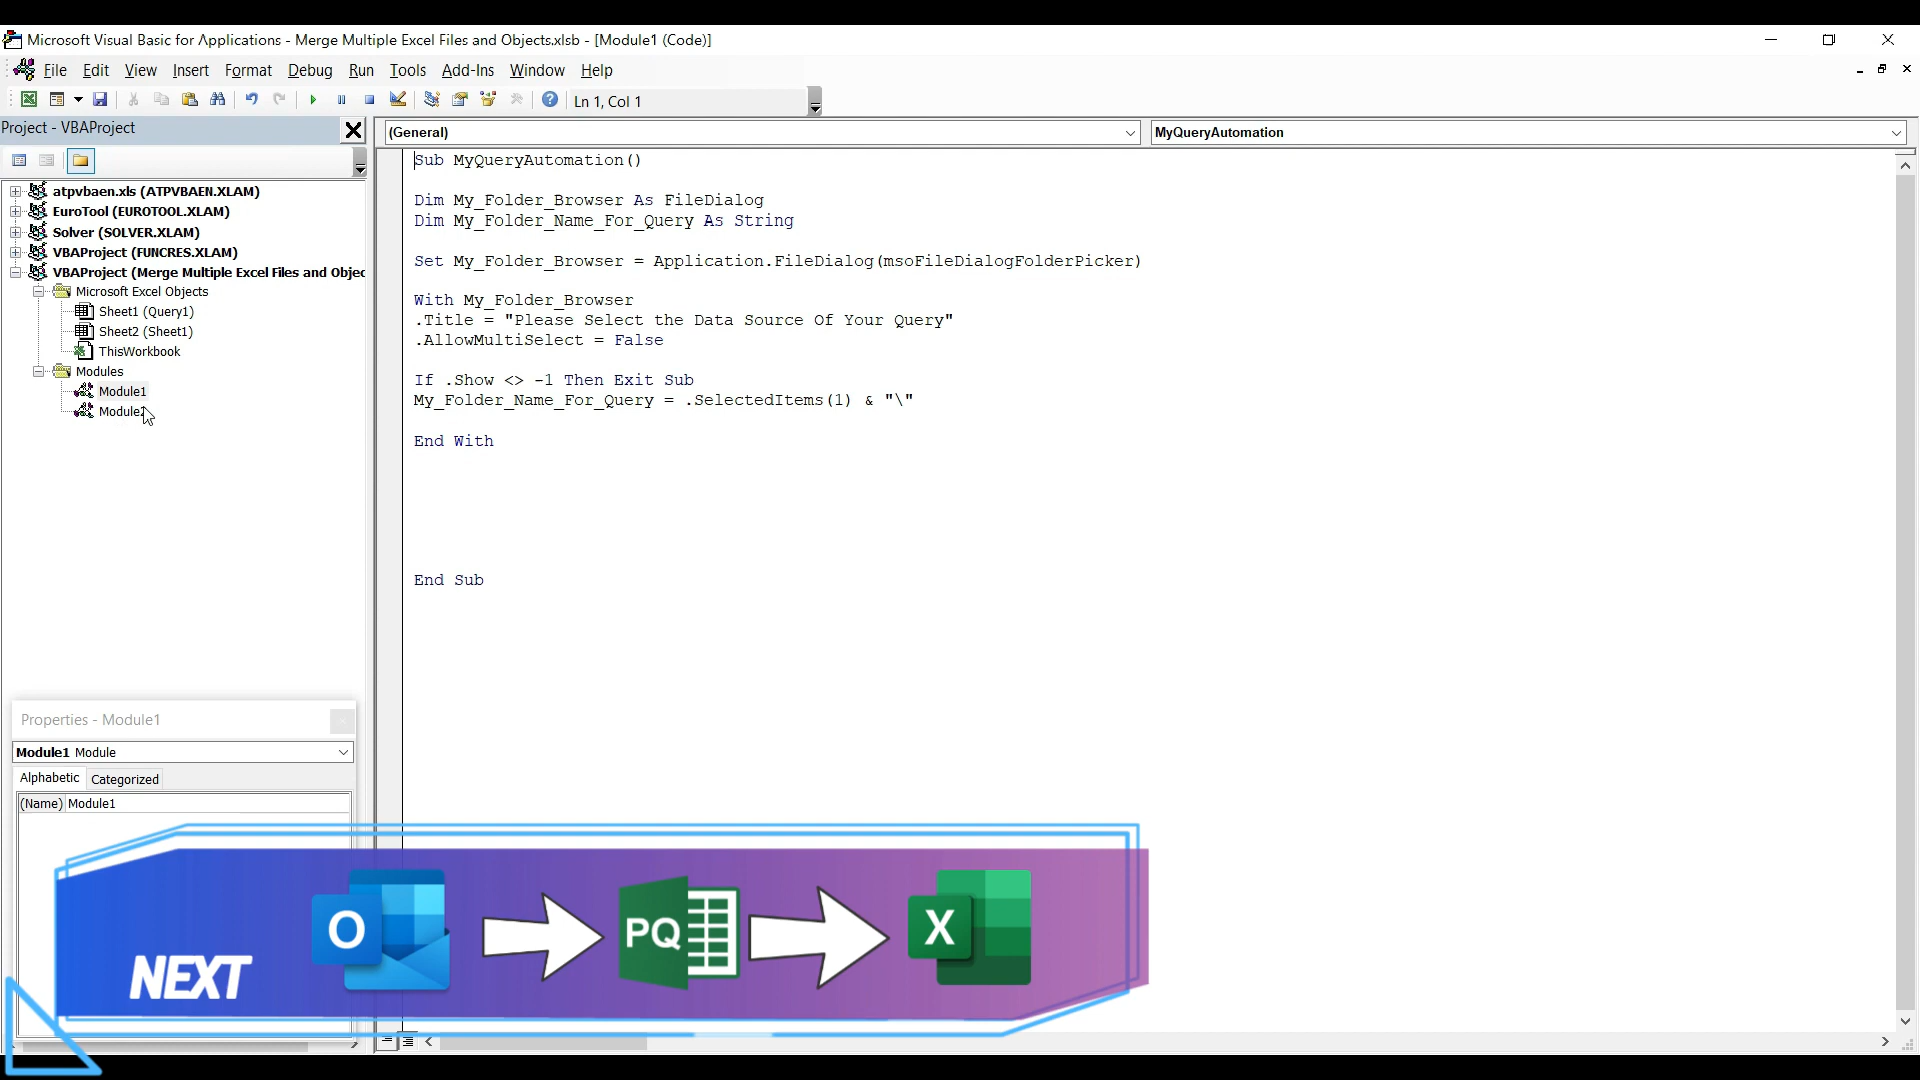 Microsoft Visual Basic for Applications - Merge Multiple Excel Files and Objects.xlsb - [Module1 (Code)]
File Edit View Insert Format Debug Run Tools Add-Ins Window Help
Ln 1, Col 1
Project - VBAProject
(General) MyQueryAutomation
atpvbaen.xls (ATPVBAEN.XLAM)
EuroTool (EUROTOOL.XLAM)
Solver (SOLVER.XLAM)
VBAProject (FUNCRES.XLAM)
VBAProject (Merge Multiple Excel Files and Objec
Microsoft Excel Objects
Sheet1 (Query1)
Sheet2 (Sheet1)
ThisWorkbook
Modules
Module1
Sub MyQueryAutomation()
Dim My_Folder_Browser As FileDialog
Dim My_Folder_Name_For_Query As String
Set My_Folder_Browser = Application.FileDialog(msoFileDialogFolderPicker)
With My_Folder_Browser
.Title = "Please Select the Data Source Of Your Query"
.AllowMultiSelect = False
If .Show <> -1 Then Exit Sub
My_Folder_Name_For_Query = .SelectedItems(1) & "\"
End With
End Sub
Properties - Module1
Module1 Module
Alphabetic Categorized
(Name) Module1
NEXT
O
PQ
X